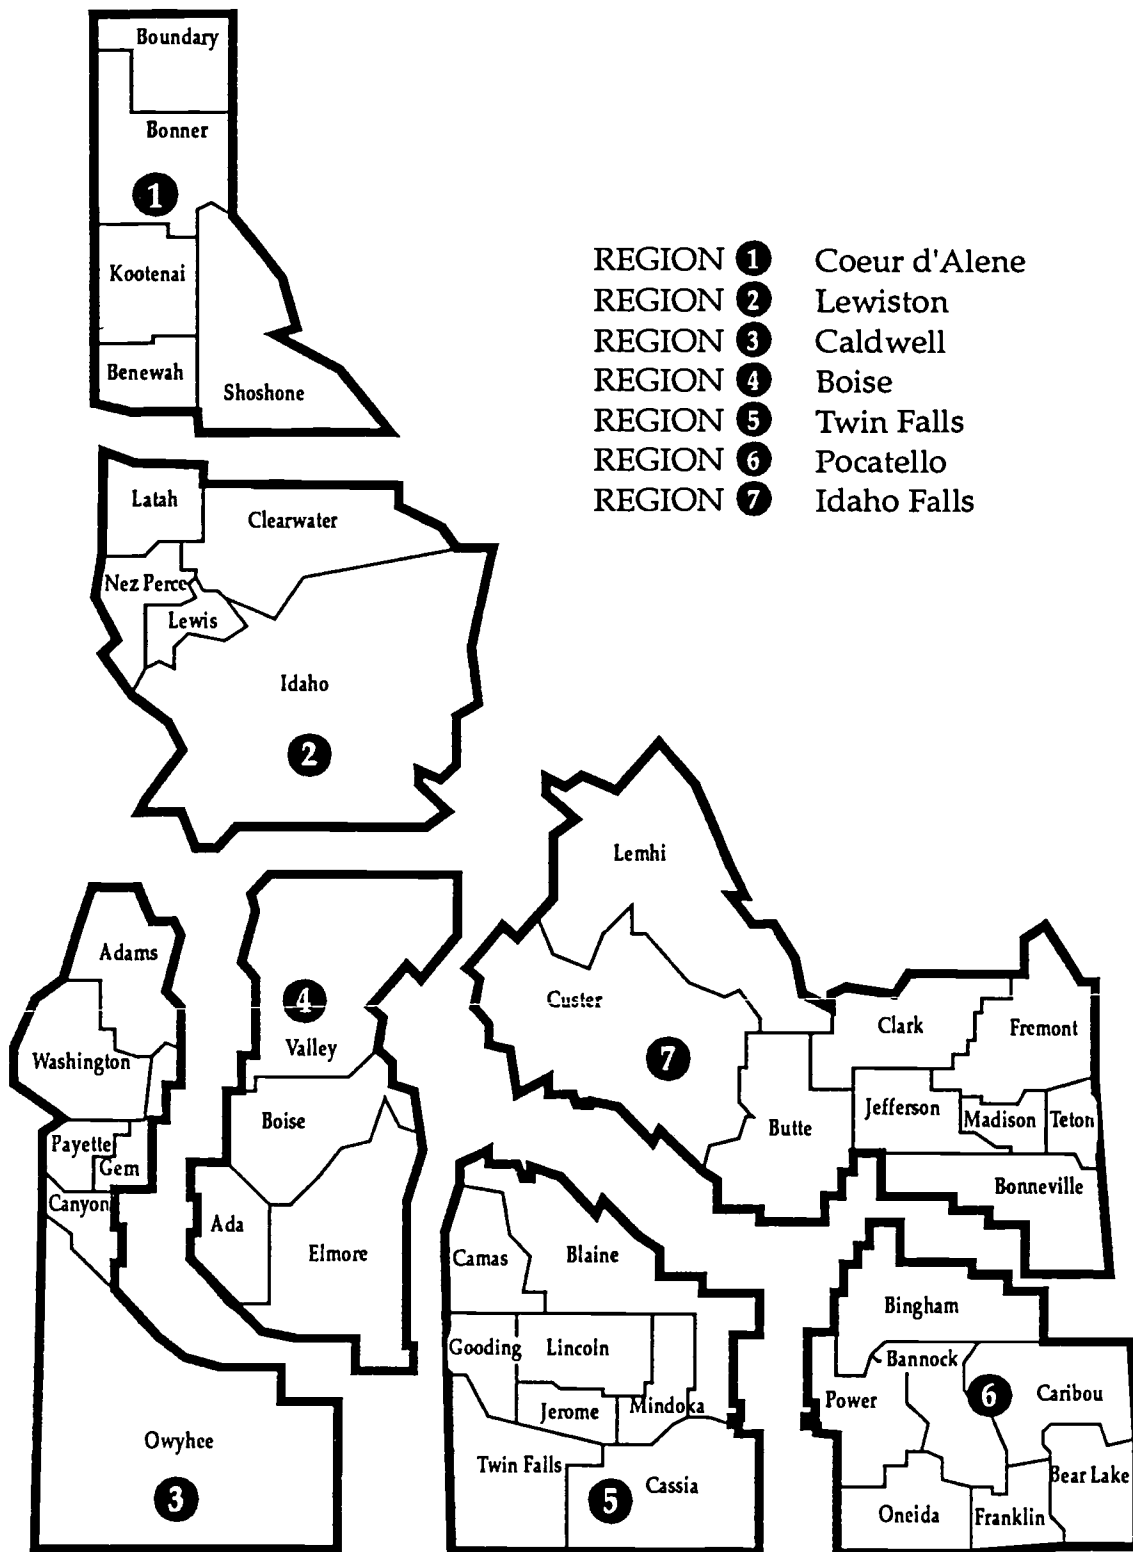 Boundary
Bonner
1
Kootenai
Benewah
Shoshone
REGION 1 Coeur d'Alene
REGION 2 Lewiston
REGION 3 Caldwell
REGION 4 Boise
REGION 5 Twin Falls
REGION 6 Pocatello
REGION 7 Idaho Falls
Latah
Clearwater
Nez Perce
Lewis
Idaho
2
Adams
Washington
Payette
Gem
Canyon
Owyhee
3
4
Valley
Boise
Ada
Elmore
Lemhi
Custer
7
Clark
Fremont
Butte
Jefferson
Madison
Teton
Bonneville
Camas
Blaine
Gooding
Lincoln
Jerome
Mindoka
Twin Falls
Cassia
5
Bingham
Bannock
Power
6
Caribou
Bear Lake
Oneida
Franklin